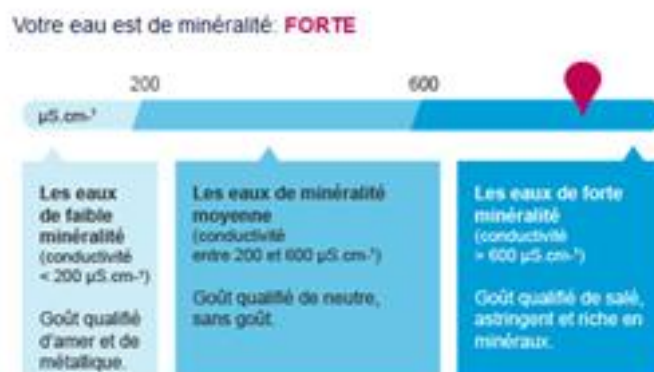 Votre eau est de minéralité: FORTE
200
600
µS.cm-¹
Les eaux
de faible
minéralité
(conductivité
< 200 µS.cm-¹)
Goût qualifié
d'amer et de
métallique.
Les eaux de minéralité
moyenne
(conductivité
entre 200 et 600 µS.cm-¹)
Goût qualifié de neutre,
sans goût.
Les eaux de forte
minéralité
(conductivité
> 600 µS.cm-¹)
Goût qualifié de salé,
astringent et riche en
minéraux.